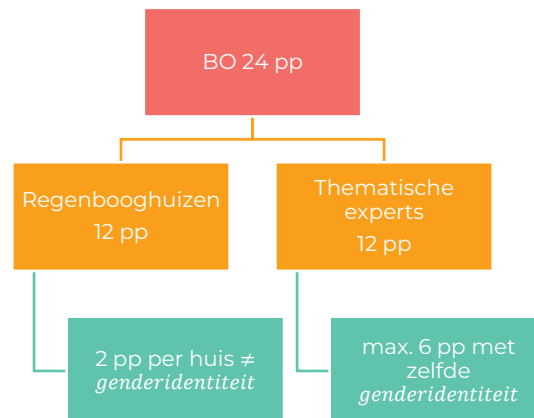 BO 24 pp
Regenbooghuizen
12 pp
Thematische
experts
12 pp
2 pp per huis ≠
genderidentiteit
max. 6 pp met
zelfde
genderidentiteit